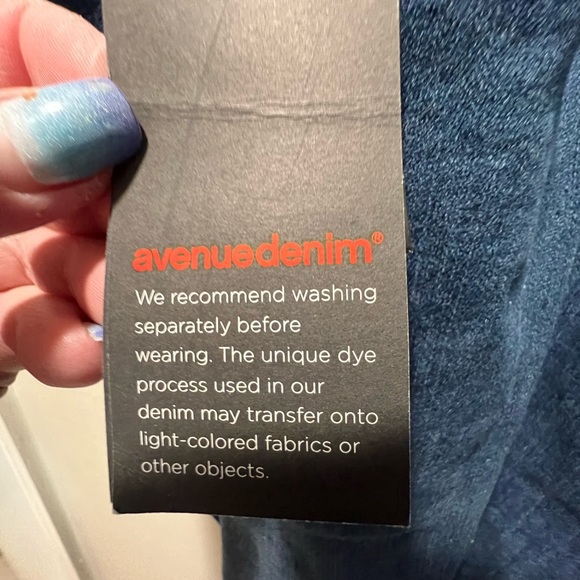 avenuedenim®
We recommend washing
separately before
wearing. The unique dye
process used in our
denim may transfer onto
light-colored fabrics or
other objects.